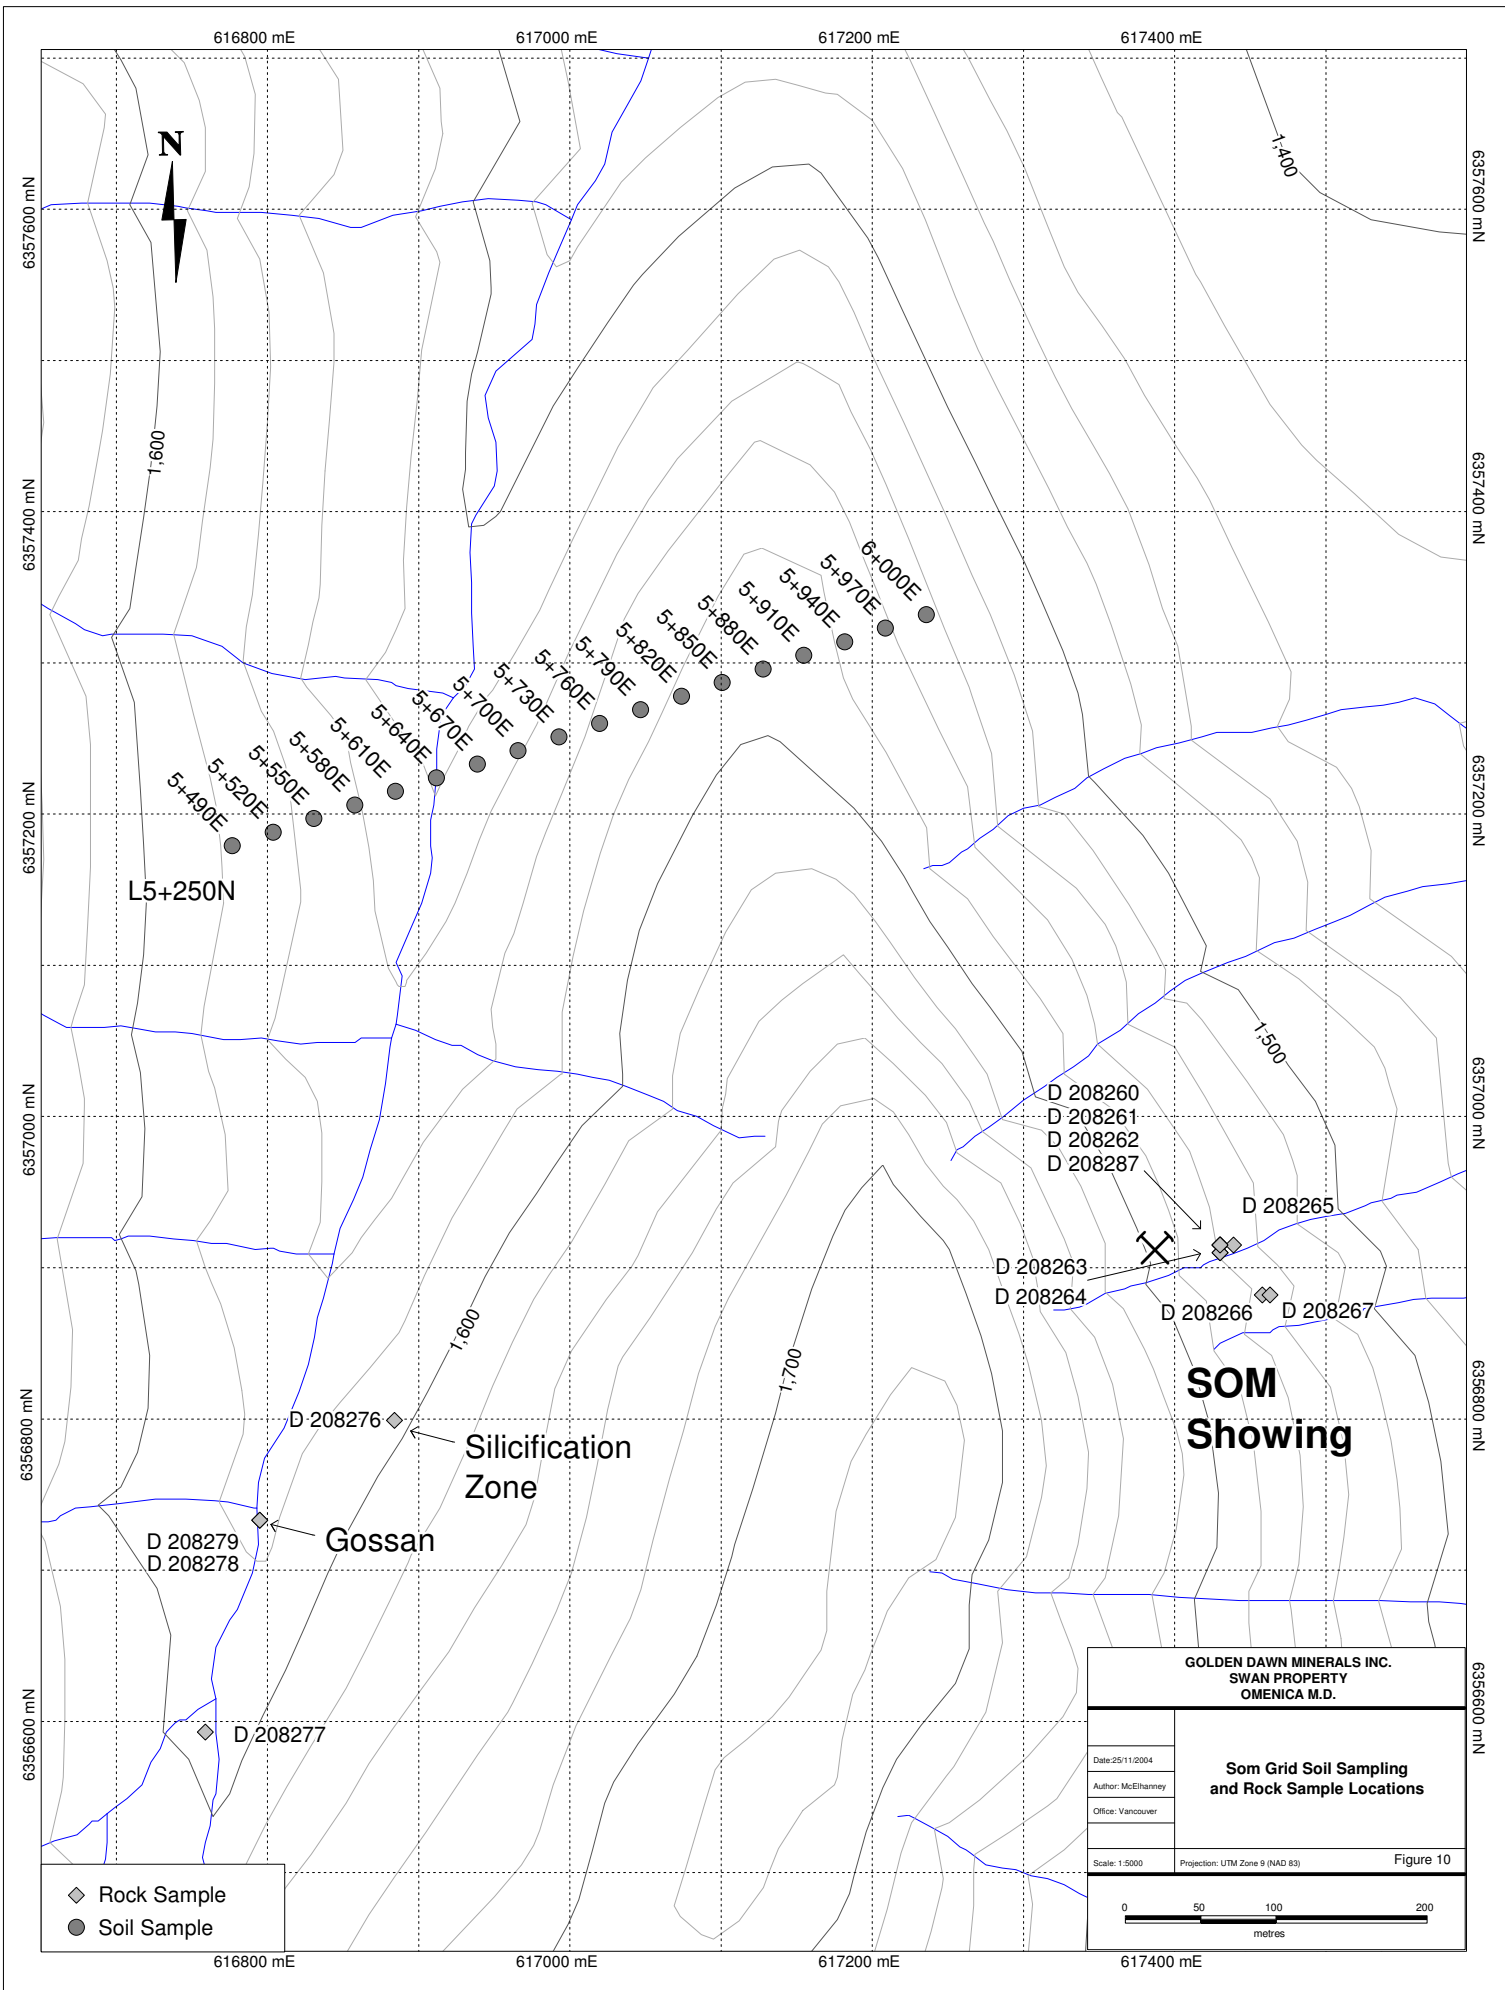 616800 mE
617000 mE
617200 mE
617400 mE
N
1,400
6357600 mN
6357600 mN
1,600
6357400 mN
6357400 mN
6+000E
5+970E
5+940E
5+910E
5+880E
5+850E
5+820E
5+790E
5+760E
5+730E
5+700E
5+670E
5+640E
5+610E
5+580E
5+550E
5+520E
5+490E
6357200 mN
6357200 mN
L5+250N
1,500
6357000 mN
6357000 mN
D 208260
D 208261
D 208262
D 208287
D 208265
D 208263
D 208264
D 208266
D 208267
1,600
1,700
SOM
Showing
6356800 mN
6356800 mN
D 208276
Silicification
Zone
Gossan
D 208279
D 208278
6356600 mN
6356600 mN
D 208277
GOLDEN DAWN MINERALS INC.
SWAN PROPERTY
OMENICA M.D.
Date:25/11/2004
Author: McElhanney
Office: Vancouver
Som Grid Soil Sampling
and Rock Sample Locations
Scale: 1:5000
Projection: UTM Zone 9 (NAD 83)
Figure 10
0 50 100 200
metres
Rock Sample
Soil Sample
616800 mE
617000 mE
617200 mE
617400 mE